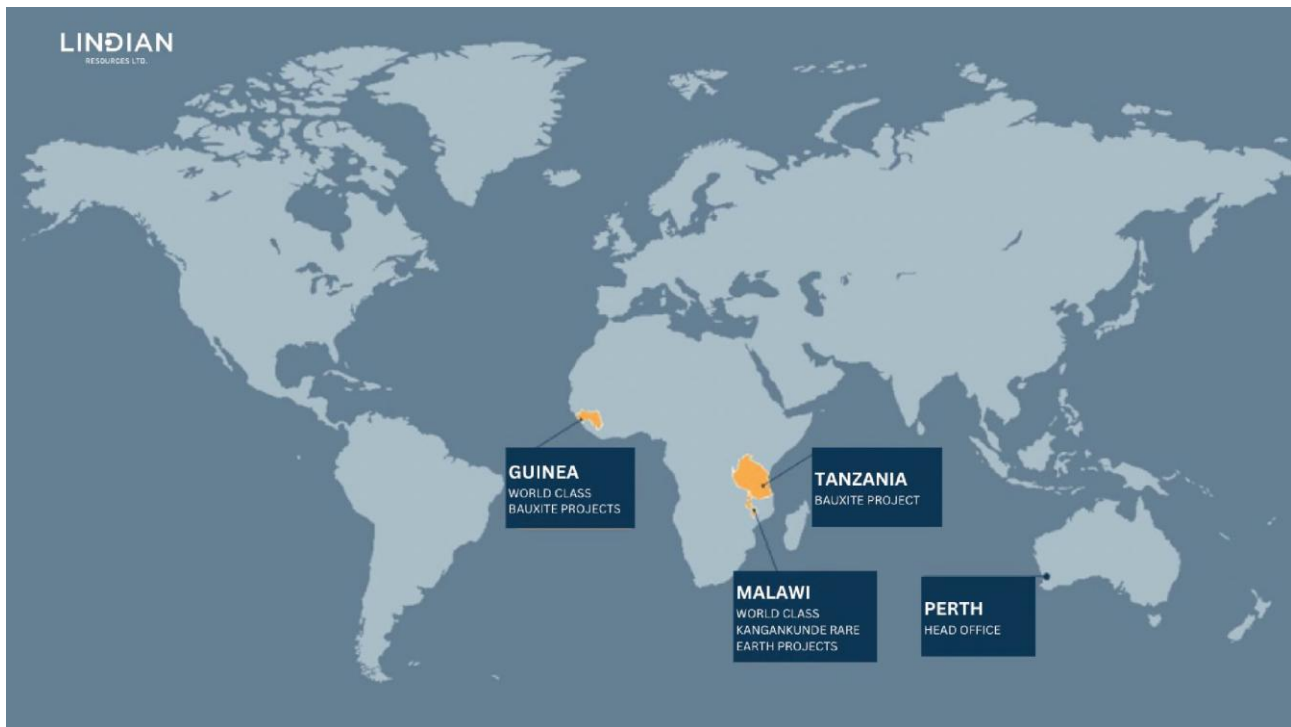 LINDIAN
RESOURCES LTD.
GUINEA
WORLD CLASS
BAUXITE PROJECTS
TANZANIA
BAUXITE PROJECT
MALAWI
WORLD CLASS
KANGANKUNDE RARE
EARTH PROJECTS
PERTH
HEAD OFFICE